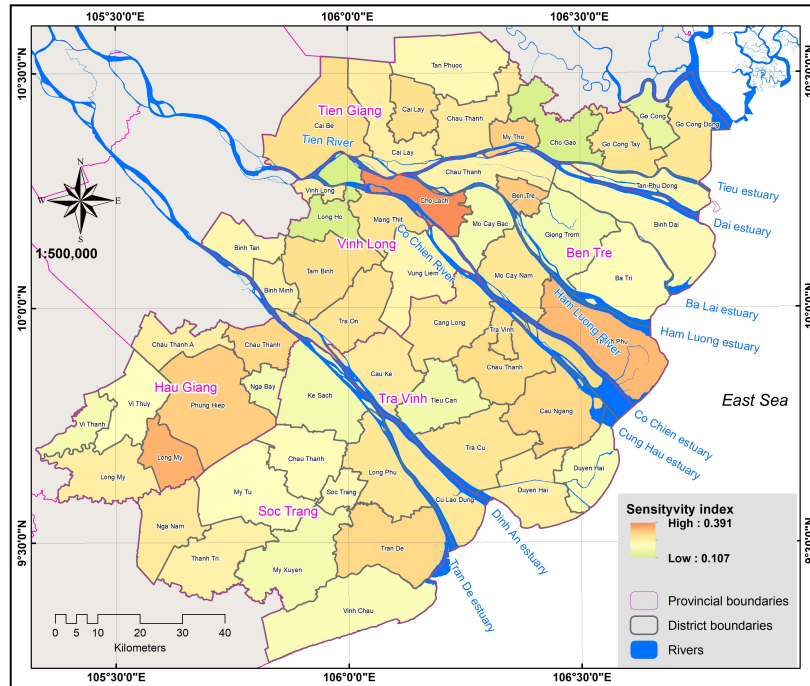 105°3'0"E
106°0'0"E
106°3'0"E
10°30'0"N
Tan Phuoc
Tien Giang
Cai Be
Cai Lay
Chau Thanh
My Tho
Cho Gao
Go Cong
Go Cong Tay
Go Cong Dong
Tien River
Cai Lay
Chau Thanh
Tan Phu Dong
Tieu estuary
Dai estuary
N
W
E
S
1:500,000
Vinh Long
Cho Lach
Ben Tre
Long Ho
Mang Thit
Mo Cay Bac
Giong Trom
Binh Dai
Vinh Long
Co Chien River
Ben Tre
Binh Tan
Tam Binh
Vung Liem
Mo Cay Nam
Ba Tri
Binh Minh
Ham Luong River
Ba Lai estuary
10°0'0"N
Tra On
Cang Long
Tra Vinh
Ham Luong estuary
Chau Thanh A
Chau Thanh
Cau Ke
Chau Thanh
Hau Giang
Nga Bay
Ke Sach
Tra Vinh
Tieu Can
East Sea
Vi Thuy
Phung Hiep
Vi Thanh
Cau Ngang
Co Chien estuary
Cung Hau estuary
Long My
Chau Thanh
Tra Cu
Duyen Hai
Long My
Long Phu
My Tu
Soc Trang
Cu Lao Dung
Duyen Hai
Soc Trang
Dinh An estuary
Nga Nam
Tran De
9°30'0"N
Thanh Tri
My Xuyen
Tran De estuary
Vinh Chau
0 5 10 20 30 40
Kilometers
Sensityvity index
High : 0.391
Low : 0.107
Provincial boundaries
District boundaries
Rivers
105°3'0"E
106°0'0"E
106°3'0"E